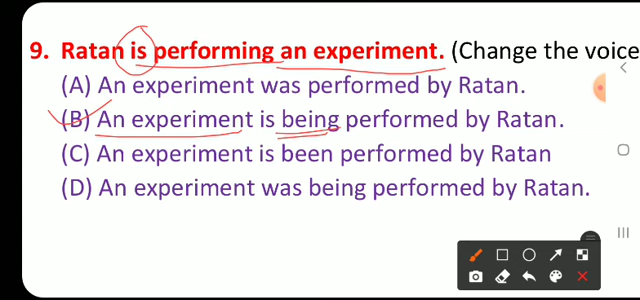 9. Ratan is performing an experiment. (Change the voice
(A) An experiment was performed by Ratan.
(B) An experiment is being performed by Ratan.
(C) An experiment is been performed by Ratan
(D) An experiment was being performed by Ratan.